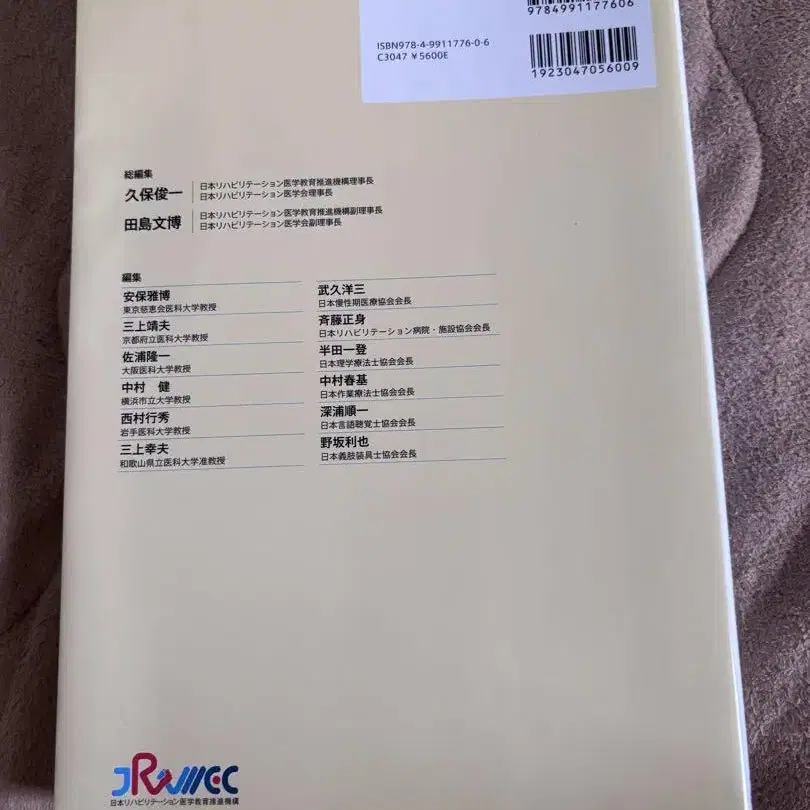 9784991177606
ISBN978-4-9911776-0-6
C3047 ¥5600E
1923047056009
総編集
久保俊一
日本リハビリテーション医学教育推進機構理事長
日本リハビリテーション医学会理事長
田島文博
日本リハビリテーション医学教育推進機構副理事長
日本リハビリテーション医学会副理事長
編集
安保雅博
東京慈恵会医科大学教授
三上靖夫
京都府立医科大学教授
佐浦隆一
大阪医科大学教授
中村 健
横浜市立大学教授
西村行秀
岩手医科大学教授
三上幸夫
和歌山県立医科大学准教授
武久洋三
日本慢性期医療協会会長
斉藤正身
日本リハビリテーション病院・施設協会会長
半田一登
日本理学療法士協会会長
中村春基
日本作業療法士協会会長
深浦順一
日本言語聴覚士協会会長
野坂利也
日本義肢装具士協会会長
JRMEC
日本リハビリテーション医学教育推進機構